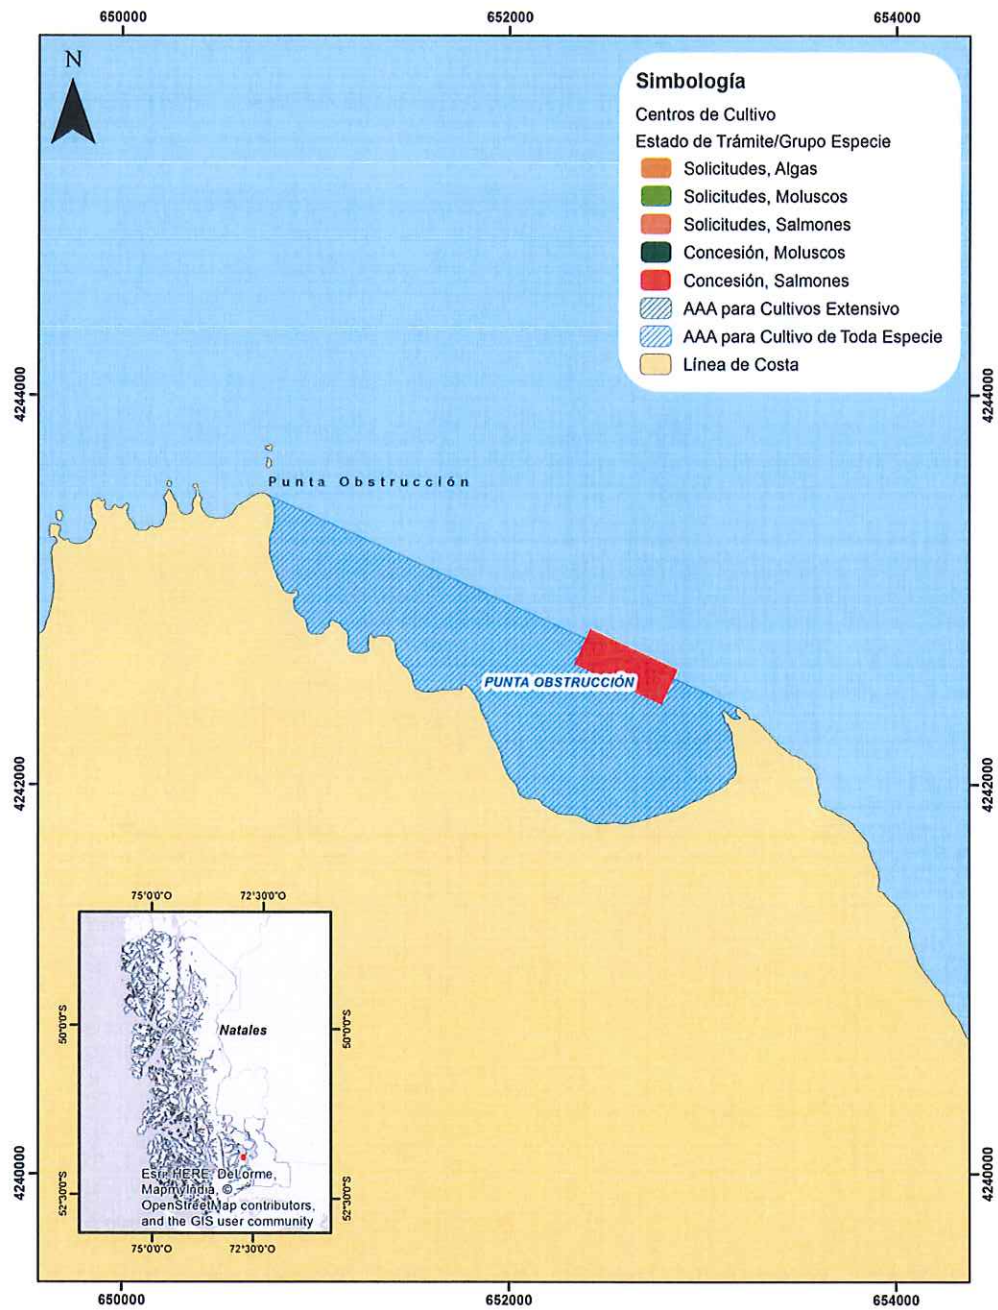 650000
652000
654000
N
Simbología
Centros de Cultivo
Estado de Trámite/Grupo Especie
Solicitudes, Algas
Solicitudes, Moluscos
Solicitudes, Salmones
Concesión, Moluscos
Concesión, Salmones
AAA para Cultivos Extensivo
AAA para Cultivo de Toda Especie
Línea de Costa
4244000
4244000
Punta Obstrucción
PUNTA OBSTRUCCIÓN
4242000
4242000
75°0'0"O
72°30'0"O
50°0'0"S
50°0'0"S
Natales
4240000
4240000
52°30'0"S
52°30'0"S
Esri, HERE, DeLorme,
MapmyIndia, ©
OpenStreetMap contributors,
and the GIS user community
75°0'0"O
72°30'0"O
650000
652000
654000